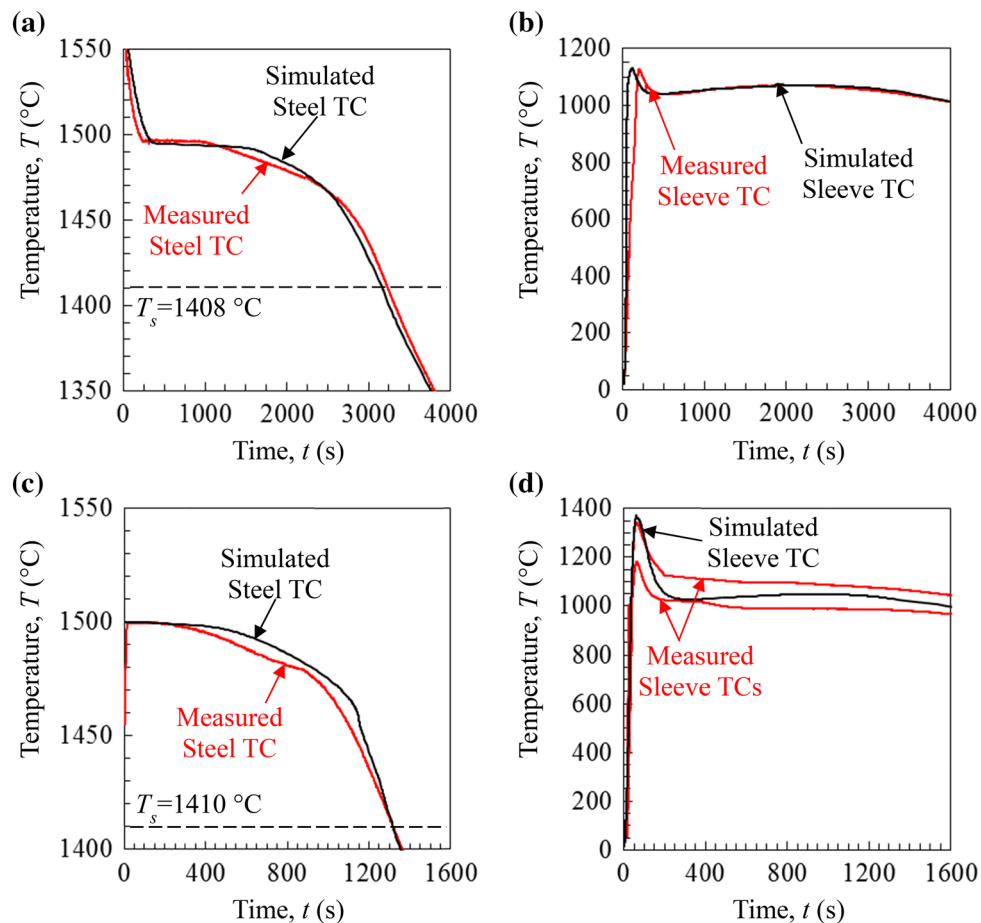 (a)
1550
1500
1450
1400
1350
Temperature, T (°C)
Simulated
Steel TC
Measured
Steel TC
Ts=1408 °C
0 1000 2000 3000 4000
Time, t (s)
(b)
1200
1000
800
600
400
200
0
Temperature, T (°C)
Measured
Sleeve TC
Simulated
Sleeve TC
0 1000 2000 3000 4000
Time, t (s)
(c)
1550
1500
1450
1400
Temperature, T (°C)
Simulated
Steel TC
Measured
Steel TC
Ts=1410 °C
0 400 800 1200 1600
Time, t (s)
(d)
1400
1200
1000
800
600
400
200
0
Temperature, T (°C)
Simulated
Sleeve TC
Measured
Sleeve TCs
0 400 800 1200 1600
Time, t (s)